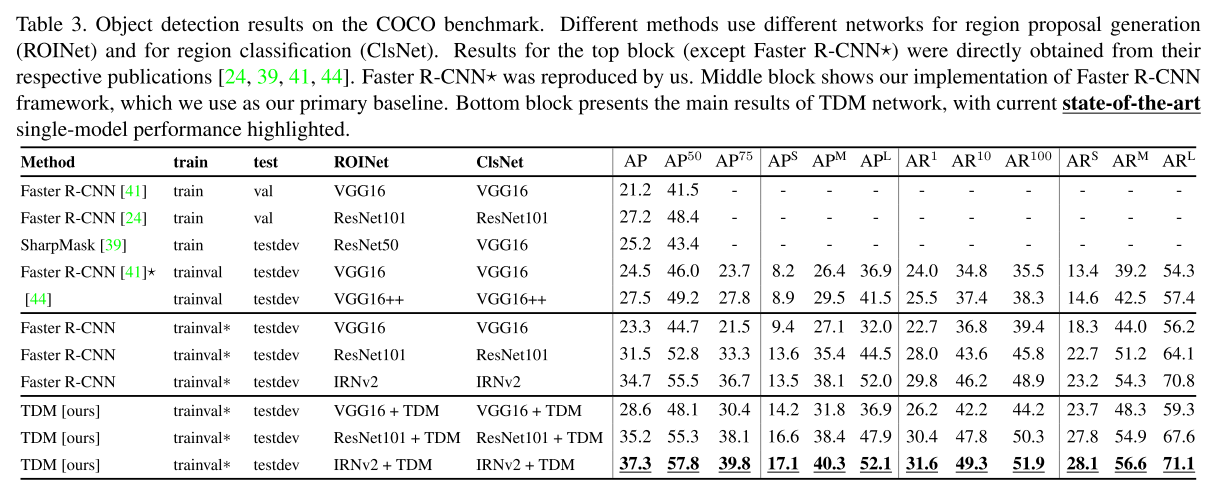 Table 3. Object detection results on the COCO benchmark. Different methods use different networks for region proposal generation
(ROINet) and for region classification (ClsNet). Results for the top block (except Faster R-CNN⋆) were directly obtained from their
respective publications [24, 39, 41, 44]. Faster R-CNN⋆ was reproduced by us. Middle block shows our implementation of Faster R-CNN
framework, which we use as our primary baseline. Bottom block presents the main results of TDM network, with current state-of-the-art
single-model performance highlighted.
Method train test ROINet ClsNet AP AP50 AP75 APS APM APL AR1 AR10 AR100 ARS ARM ARL
Faster R-CNN [41] train val VGG16 VGG16 21.2 41.5 - - - - - - - - - -
Faster R-CNN [24] train val ResNet101 ResNet101 27.2 48.4 - - - - - - - - - -
SharpMask [39] train testdev ResNet50 VGG16 25.2 43.4 - - - - - - - - - -
Faster R-CNN [41]⋆ trainval testdev VGG16 VGG16 24.5 46.0 23.7 8.2 26.4 36.9 24.0 34.8 35.5 13.4 39.2 54.3
[44] trainval testdev VGG16++ VGG16++ 27.5 49.2 27.8 8.9 29.5 41.5 25.5 37.4 38.3 14.6 42.5 57.4
Faster R-CNN trainval* testdev VGG16 VGG16 23.3 44.7 21.5 9.4 27.1 32.0 22.7 36.8 39.4 18.3 44.0 56.2
Faster R-CNN trainval* testdev ResNet101 ResNet101 31.5 52.8 33.3 13.6 35.4 44.5 28.0 43.6 45.8 22.7 51.2 64.1
Faster R-CNN trainval* testdev IRNv2 IRNv2 34.7 55.5 36.7 13.5 38.1 52.0 29.8 46.2 48.9 23.2 54.3 70.8
TDM [ours] trainval* testdev VGG16 + TDM VGG16 + TDM 28.6 48.1 30.4 14.2 31.8 36.9 26.2 42.2 44.2 23.7 48.3 59.3
TDM [ours] trainval* testdev ResNet101 + TDM ResNet101 + TDM 35.2 55.3 38.1 16.6 38.4 47.9 30.4 47.8 50.3 27.8 54.9 67.6
TDM [ours] trainval* testdev IRNv2 + TDM IRNv2 + TDM 37.3 57.8 39.8 17.1 40.3 52.1 31.6 49.3 51.9 28.1 56.6 71.1